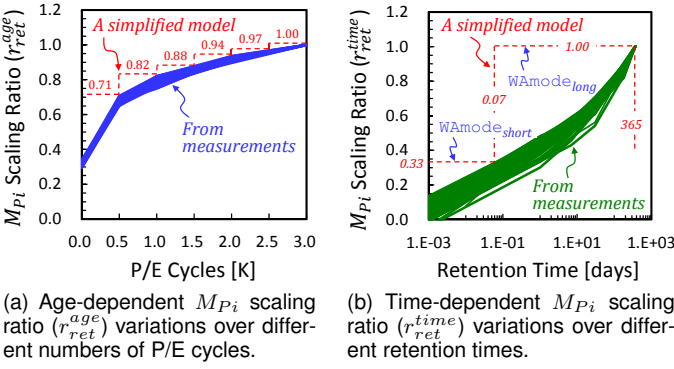 M_Pi Scaling Ratio (r_ret^age)
1.2
1.0
0.8
0.6
0.4
0.2
0.0
A simplified model
0.71
0.82
0.88
0.94
0.97
1.00
From
measurements
0.0 0.5 1.0 1.5 2.0 2.5 3.0
P/E Cycles [K]
(a) Age-dependent M_Pi scaling
ratio (r_ret^age) variations over differ-
ent numbers of P/E cycles.
M_Pi Scaling Ratio (r_ret^time)
1.2
1.0
0.8
0.6
0.4
0.2
0.0
A simplified model
1.00
WAmode_long
0.07
WAmode_short
365
0.33
From
measurements
1.E-03 1.E-01 1.E+01 1.E+03
Retention Time [days]
(b) Time-dependent M_Pi scaling
ratio (r_ret^time) variations over differ-
ent retention times.